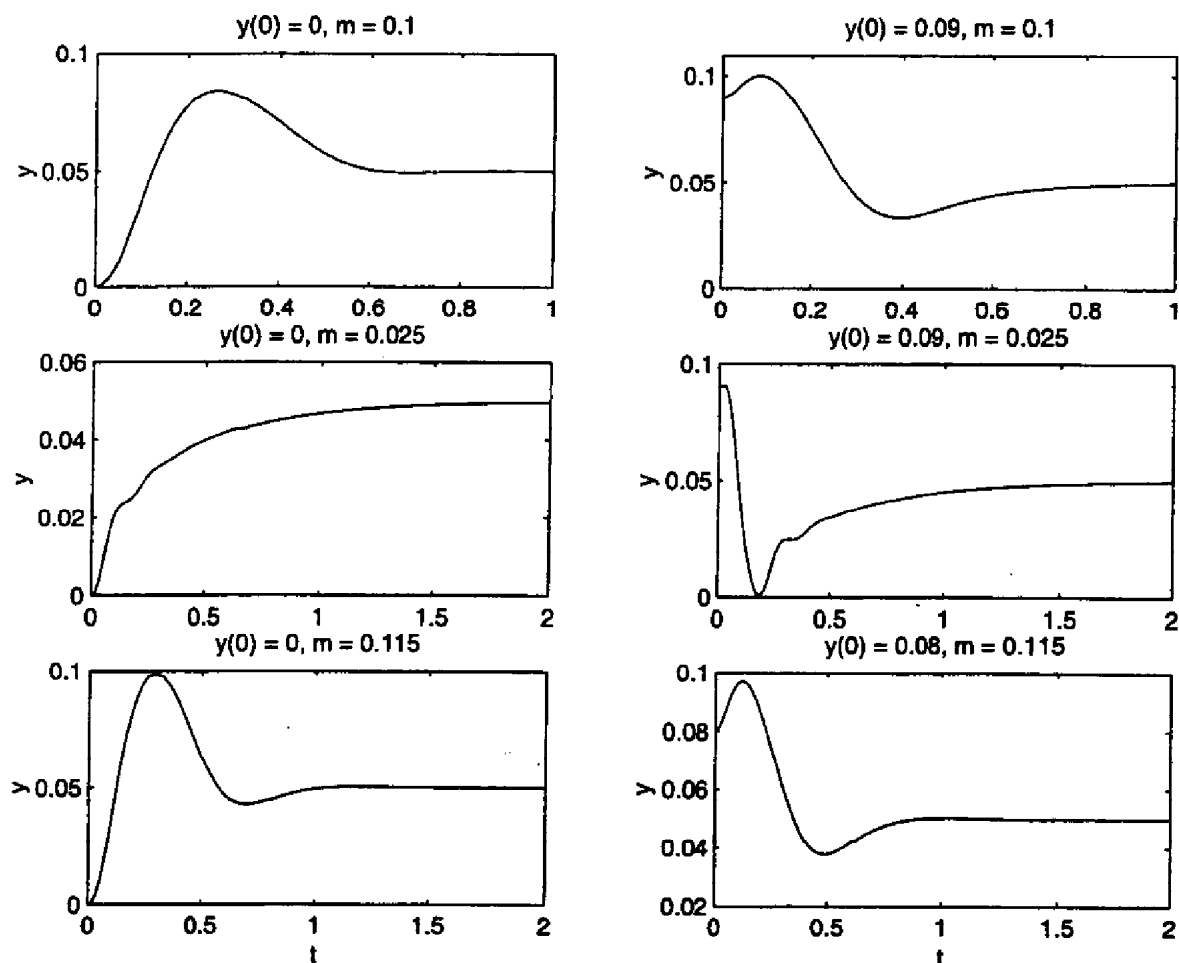 y(0) = 0, m = 0.1
0.1
0.05
0
y
0 0.2 0.4 0.6 0.8 1
y(0) = 0.09, m = 0.1
0.1
0.05
0
y
0 0.2 0.4 0.6 0.8 1
y(0) = 0, m = 0.025
0.06
0.04
0.02
0
y
0 0.5 1 1.5 2
y(0) = 0.09, m = 0.025
0.1
0.05
0
y
0 0.5 1 1.5 2
y(0) = 0, m = 0.115
0.1
0.05
0
y
0 0.5 1 1.5 2
t
y(0) = 0.08, m = 0.115
0.1
0.08
0.06
0.04
0.02
y
0 0.5 1 1.5 2
t